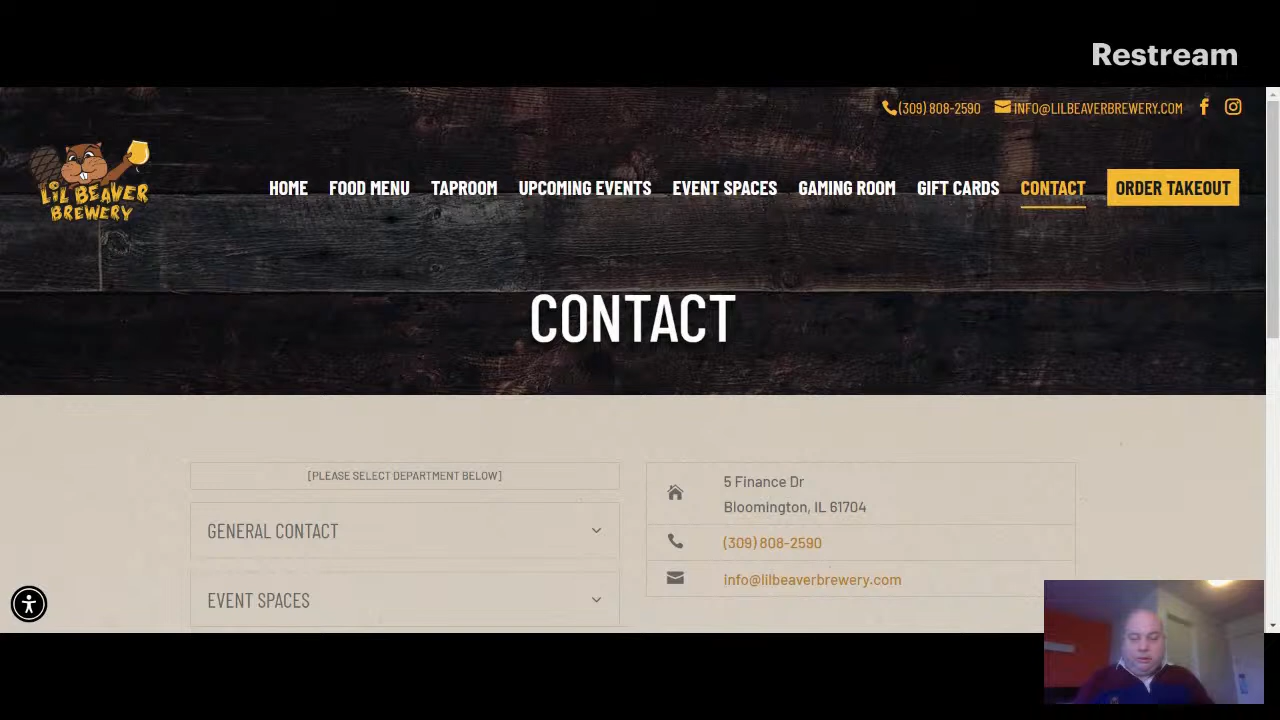 Restream
(309) 808-2590 INFO@LILBEAVERBREWERY.COM
LIL BEAVER
BREWERY
HOME FOOD MENU TAPROOM UPCOMING EVENTS EVENT SPACES GAMING ROOM GIFT CARDS CONTACT ORDER TAKEOUT
CONTACT
[PLEASE SELECT DEPARTMENT BELOW]
GENERAL CONTACT
EVENT SPACES
5 Finance Dr
Bloomington, IL 61704
(309) 808-2590
info@lilbeaverbrewery.com